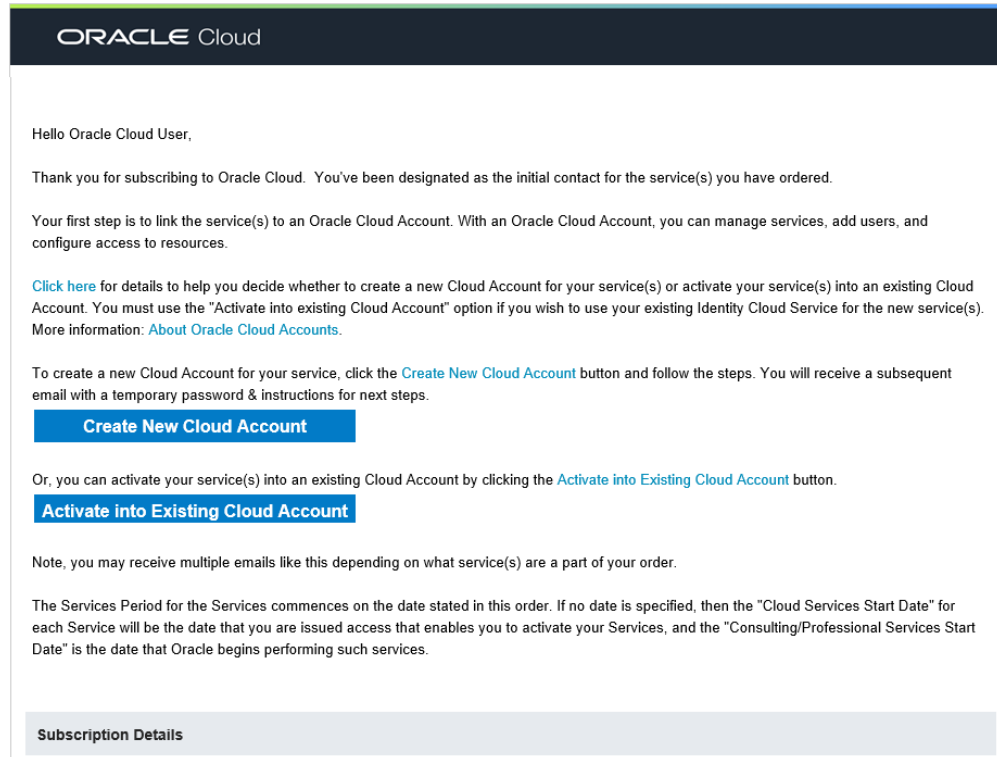 ORACLE Cloud
Hello Oracle Cloud User,
Thank you for subscribing to Oracle Cloud.  You've been designated as the initial contact for the service(s) you have ordered.
Your first step is to link the service(s) to an Oracle Cloud Account. With an Oracle Cloud Account, you can manage services, add users, and
configure access to resources.
Click here for details to help you decide whether to create a new Cloud Account for your service(s) or activate your service(s) into an existing Cloud
Account. You must use the "Activate into existing Cloud Account" option if you wish to use your existing Identity Cloud Service for the new service(s).
More information: About Oracle Cloud Accounts.
To create a new Cloud Account for your service, click the Create New Cloud Account button and follow the steps. You will receive a subsequent
email with a temporary password & instructions for next steps.
Create New Cloud Account
Or, you can activate your service(s) into an existing Cloud Account by clicking the Activate into Existing Cloud Account button.
Activate into Existing Cloud Account
Note, you may receive multiple emails like this depending on what service(s) are a part of your order.
The Services Period for the Services commences on the date stated in this order. If no date is specified, then the "Cloud Services Start Date" for
each Service will be the date that you are issued access that enables you to activate your Services, and the "Consulting/Professional Services Start
Date" is the date that Oracle begins performing such services.
Subscription Details